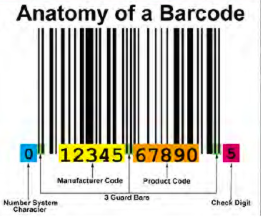 Anatomy of a Barcode
0 12345 67890 5
Manufacturer Code Product Code
3 Guard Bars
Number System Check Digit
Character